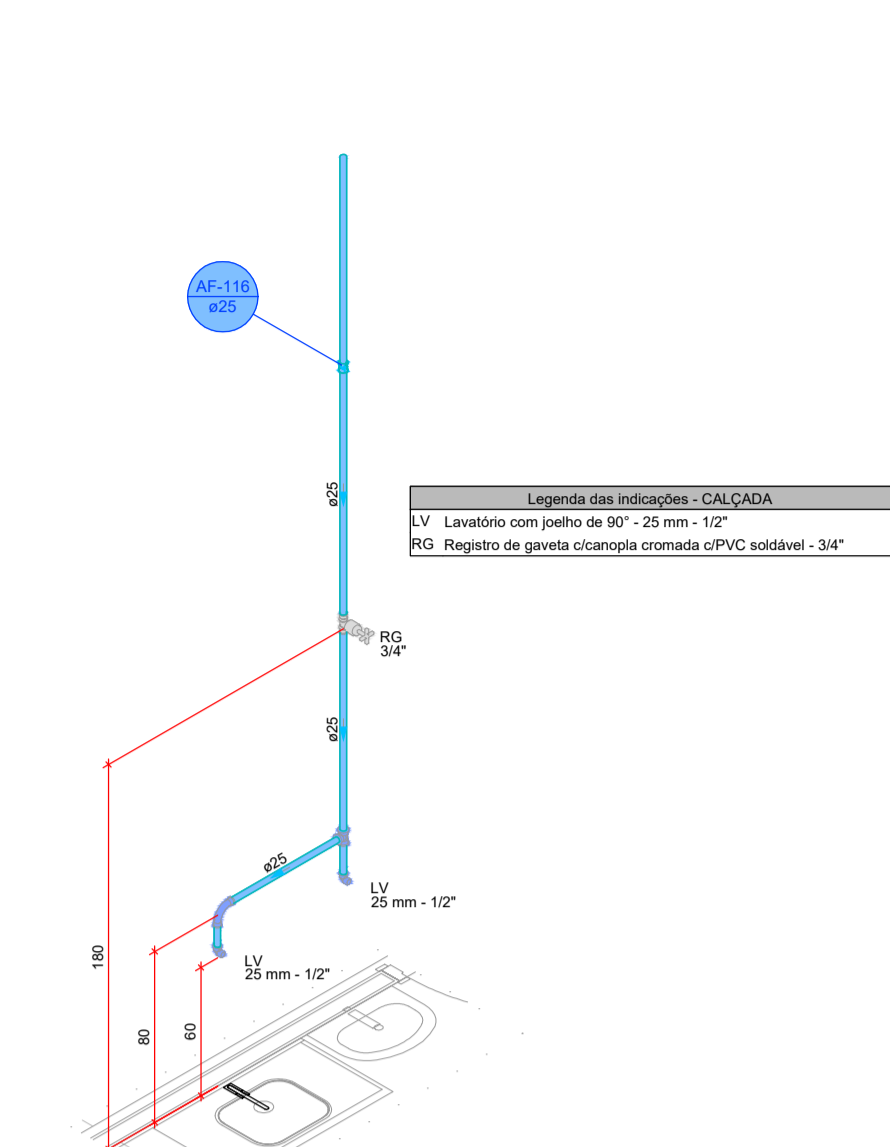 AF-116
ø25
ø25
Legenda das indicações - CALÇADA
LV Lavatório com joelho de 90° - 25 mm - 1/2"
RG Registro de gaveta c/canopla cromada c/PVC soldável - 3/4"
RG
3/4"
ø25
ø25
LV
25 mm - 1/2"
LV
25 mm - 1/2"
180
80
60